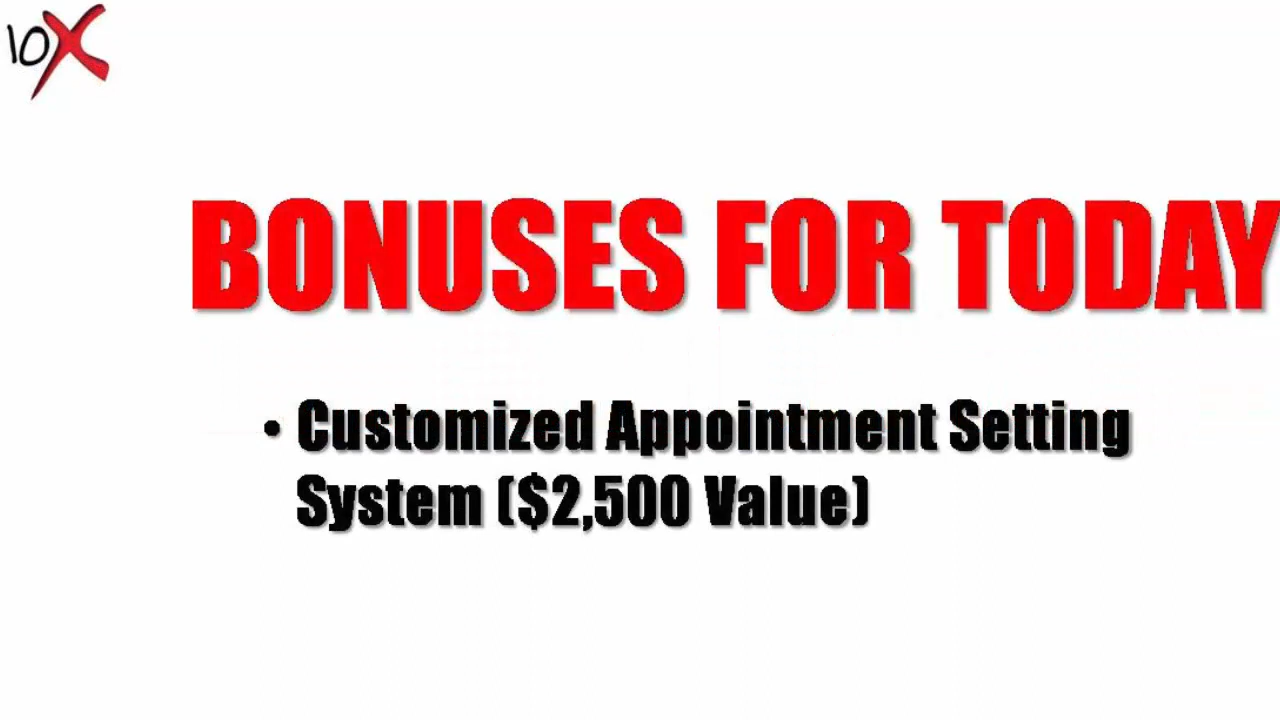 10X
BONUSES FOR TODAY
• Customized Appointment Setting
System ($2,500 Value)